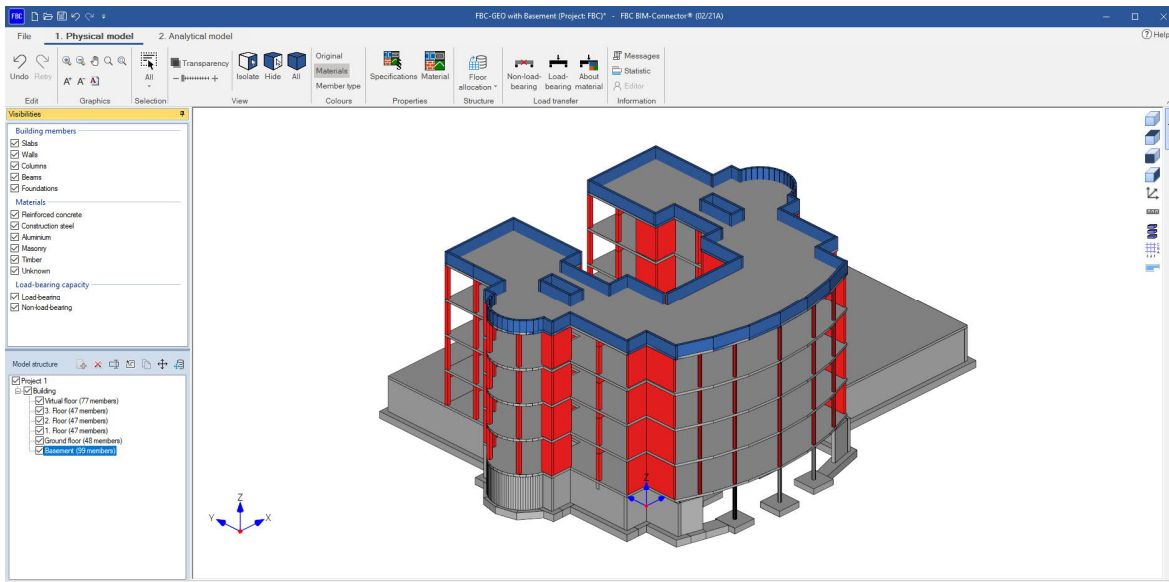 FBC
FBC-GEO with Basement (Project: FBC)* - FBC BIM-Connector® (02/21A)
File 1. Physical model 2. Analytical model Help
Undo Redo
All
Transparency
Isolate Hide All
Original
Materials
Member type
Specifications Material
Floor
allocation
Non-load-
bearing
Load-
bearing
About
material
Messages
Statistic
Editor
Edit Graphics Selection View Colours Properties Structure Load transfer Information
Visibilities
Building members
Slabs
Walls
Columns
Beams
Foundations
Materials
Reinforced concrete
Construction steel
Aluminium
Masonry
Timber
Unknown
Load-bearing capacity
Load-bearing
Non-load-bearing
Model structure
Project 1
Building
Virtual floor (77 members)
3. Floor (47 members)
2. Floor (47 members)
1. Floor (47 members)
Ground floor (48 members)
Basement (99 members)
Z
Z
Y X